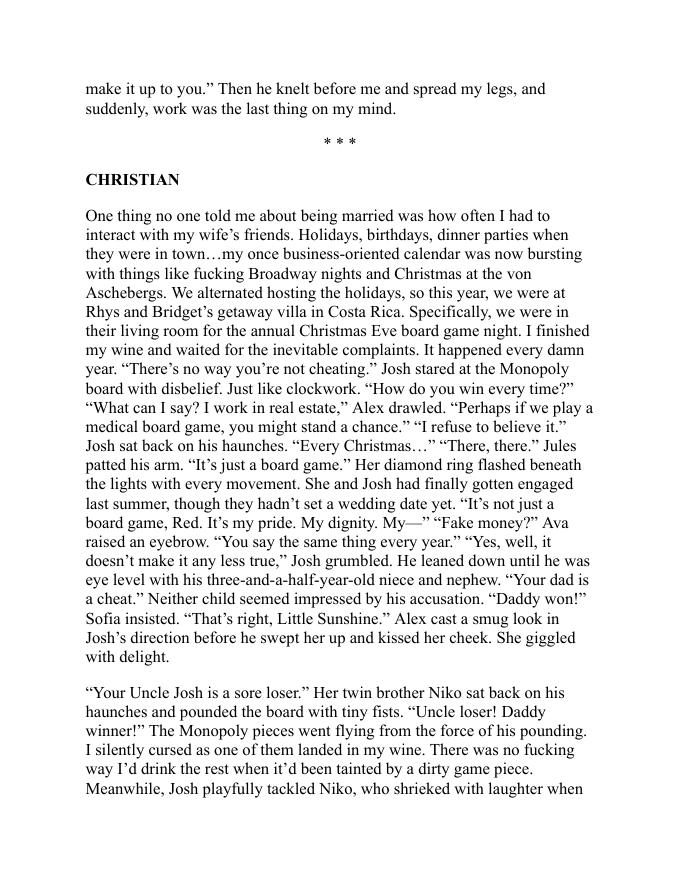 make it up to you.” Then he knelt before me and spread my legs, and
suddenly, work was the last thing on my mind.
* * *
CHRISTIAN
One thing no one told me about being married was how often I had to
interact with my wife’s friends. Holidays, birthdays, dinner parties when
they were in town…my once business-oriented calendar was now bursting
with things like fucking Broadway nights and Christmas at the von
Aschebergs. We alternated hosting the holidays, so this year, we were at
Rhys and Bridget’s getaway villa in Costa Rica. Specifically, we were in
their living room for the annual Christmas Eve board game night. I finished
my wine and waited for the inevitable complaints. It happened every damn
year. “There’s no way you’re not cheating.” Josh stared at the Monopoly
board with disbelief. Just like clockwork. “How do you win every time?”
“What can I say? I work in real estate,” Alex drawled. “Perhaps if we play a
medical board game, you might stand a chance.” “I refuse to believe it.”
Josh sat back on his haunches. “Every Christmas…” “There, there.” Jules
patted his arm. “It’s just a board game.” Her diamond ring flashed beneath
the lights with every movement. She and Josh had finally gotten engaged
last summer, though they hadn’t set a wedding date yet. “It’s not just a
board game, Red. It’s my pride. My dignity. My—” “Fake money?” Ava
raised an eyebrow. “You say the same thing every year.” “Yes, well, it
doesn’t make it any less true,” Josh grumbled. He leaned down until he was
eye level with his three-and-a-half-year-old niece and nephew. “Your dad is
a cheat.” Neither child seemed impressed by his accusation. “Daddy won!”
Sofia insisted. “That’s right, Little Sunshine.” Alex cast a smug look in
Josh’s direction before he swept her up and kissed her cheek. She giggled
with delight.
“Your Uncle Josh is a sore loser.” Her twin brother Niko sat back on his
haunches and pounded the board with tiny fists. “Uncle loser! Daddy
winner!” The Monopoly pieces went flying from the force of his pounding.
I silently cursed as one of them landed in my wine. There was no fucking
way I’d drink the rest when it’d been tainted by a dirty game piece.
Meanwhile, Josh playfully tackled Niko, who shrieked with laughter when